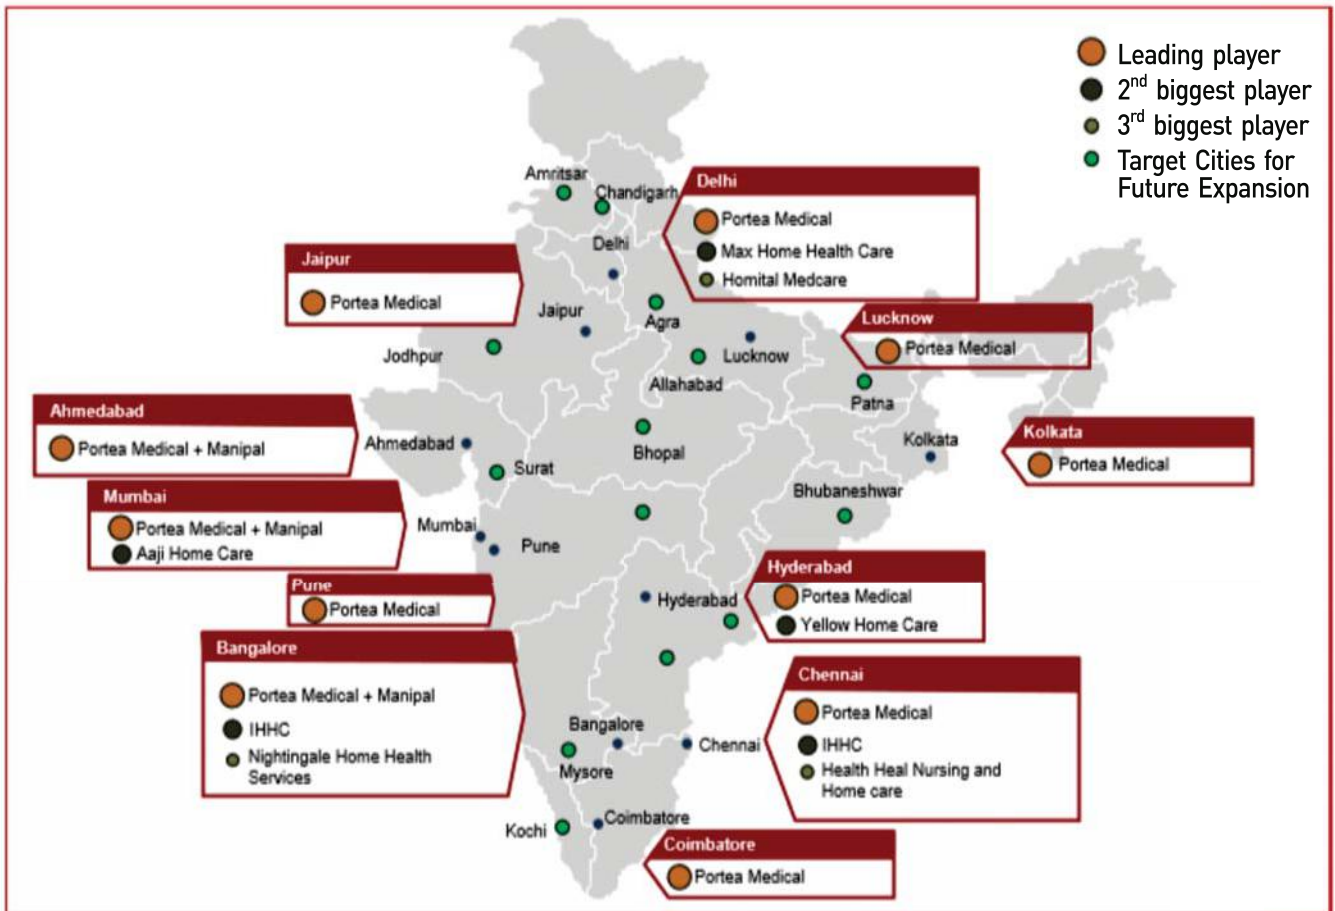 Leading player
2nd biggest player
3rd biggest player
Target Cities for
Future Expansion
Amritsar
Chandigarh
Delhi
Portea Medical
Max Home Health Care
Homital Medcare
Delhi
Jaipur
Portea Medical
Jaipur
Agra
Lucknow
Portea Medical
Lucknow
Jodhpur
Allahabad
Patna
Ahmedabad
Portea Medical + Manipal
Ahmedabad
Bhopal
Kolkata
Kolkata
Portea Medical
Surat
Mumbai
Portea Medical + Manipal
Aaji Home Care
Bhubaneshwar
Mumbai
Pune
Pune
Portea Medical
Hyderabad
Hyderabad
Portea Medical
Yellow Home Care
Bangalore
Portea Medical + Manipal
IHHC
Nightingale Home Health
Services
Chennai
Portea Medical
IHHC
Health Heal Nursing and
Home care
Bangalore
Chennai
Mysore
Coimbatore
Kochi
Coimbatore
Portea Medical